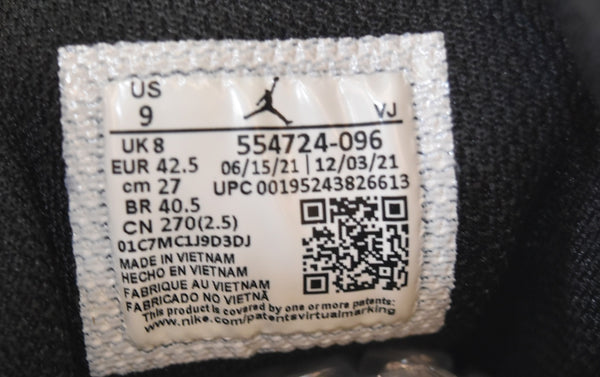 US
9
VJ
UK 8
554724-096
EUR 42.5
06/15/21 | 12/03/21
cm 27
UPC 00195243826613
BR 40.5
CN 270(2.5)
01C7MC1J9D3DJ
MADE IN VIETNAM
HECHO EN VIETNAM
FABRIQUE AU VIETNAM
FABRICADO NO VIETNÃ
This product is covered by one or more patents:
www.nike.com/patentsvirtualmarking